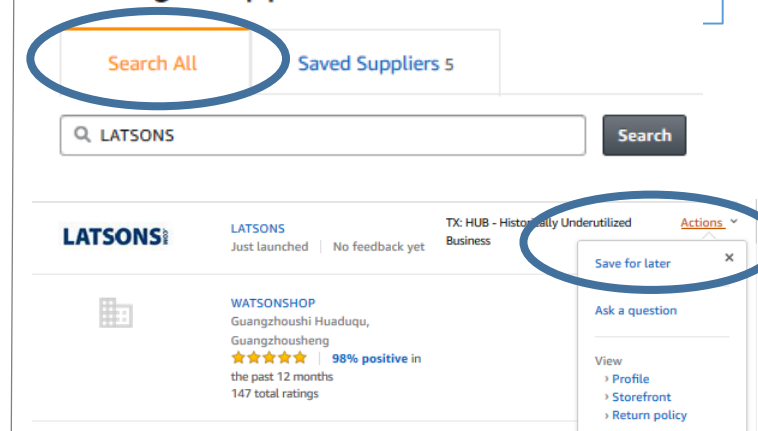 Search All
Saved Suppliers 5
LATSONS
Search
LATSONS
.COM
LATSONS
Just launched | No feedback yet
TX: HUB - Historically Underutilized
Business
Actions
Save for later
×
Ask a question
View
› Profile
› Storefront
› Return policy
WATSONSHOP
Guangzhoushi Huaduqu,
Guangzhousheng
98% positive in
the past 12 months
147 total ratings